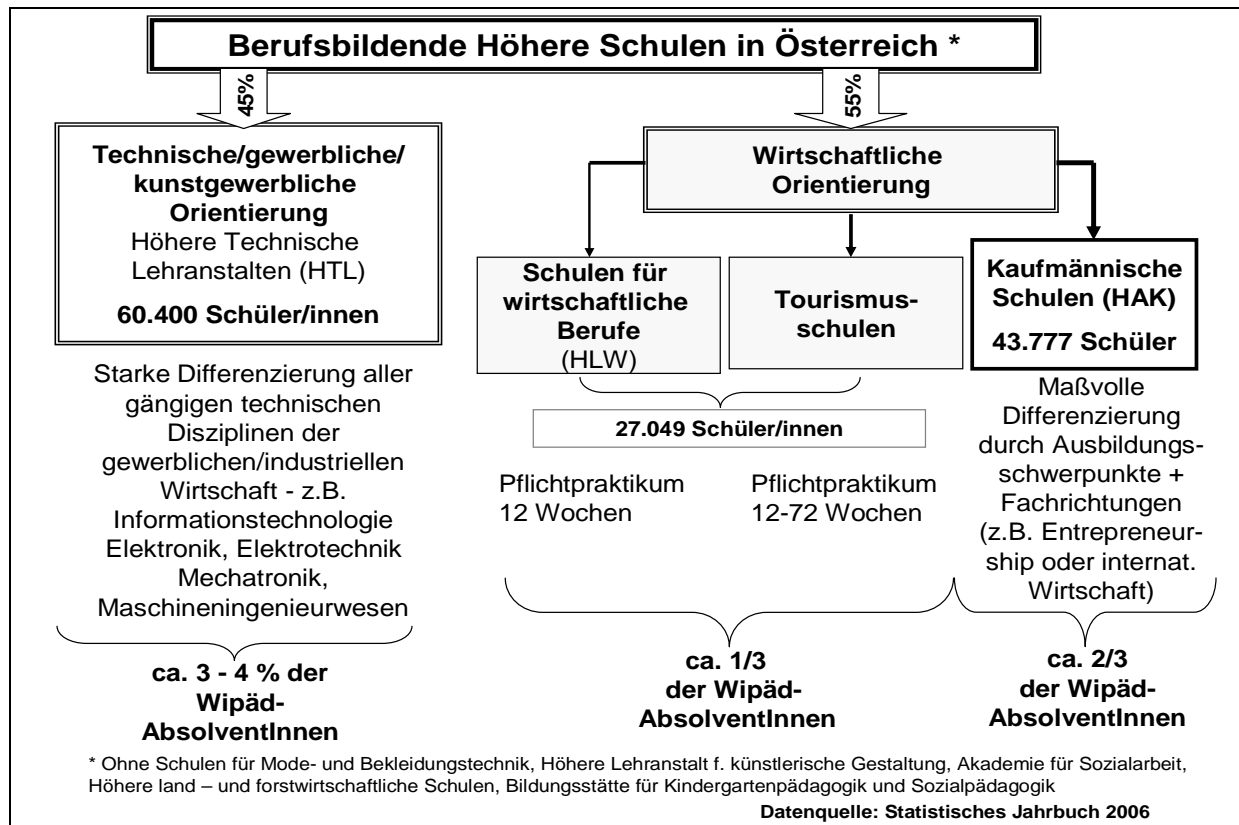 Berufsbildende Höhere Schulen in Österreich *
45%
55%
Technische/gewerbliche/
kunstgewerbliche
Orientierung
Höhere Technische
Lehranstalten (HTL)
60.400 Schüler/innen
Wirtschaftliche
Orientierung
Schulen für
wirtschaftliche
Berufe
(HLW)
Tourismus-
schulen
Kaufmännische
Schulen (HAK)
43.777 Schüler
Starke Differenzierung aller
gängigen technischen
Disziplinen der
gewerblichen/industriellen
Wirtschaft - z.B.
Informationstechnologie
Elektronik, Elektrotechnik
Mechatronik,
Maschineningenieurwesen
27.049 Schüler/innen
Pflichtpraktikum
12 Wochen
Pflichtpraktikum
12-72 Wochen
Maßvolle
Differenzierung
durch Ausbildungs-
schwerpunkte +
Fachrichtungen
(z.B. Entrepreneur-
ship oder internat.
Wirtschaft)
ca. 3 - 4 % der
Wipäd-
AbsolventInnen
ca. 1/3
der Wipäd-
AbsolventInnen
ca. 2/3
der Wipäd-
AbsolventInnen
* Ohne Schulen für Mode- und Bekleidungstechnik, Höhere Lehranstalt f. künstlerische Gestaltung, Akademie für Sozialarbeit,
Höhere land – und forstwirtschaftliche Schulen, Bildungsstätte für Kindergartenpädagogik und Sozialpädagogik
Datenquelle: Statistisches Jahrbuch 2006